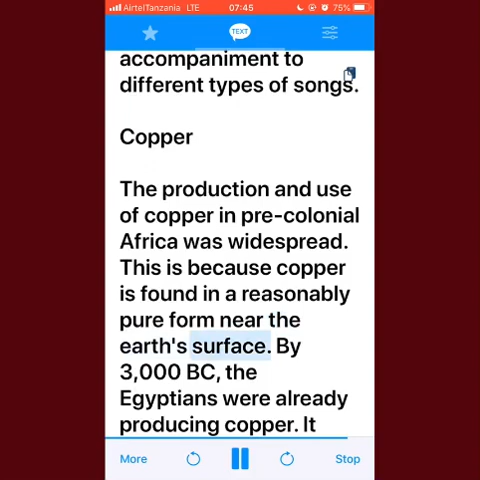 AirtelTanzania LTE 07:45 75%
TEXT
accompaniment to
different types of songs.
Copper
The production and use
of copper in pre-colonial
Africa was widespread.
This is because copper
is found in a reasonably
pure form near the
earth's surface. By
3,000 BC, the
Egyptians were already
producing copper. It
More Stop